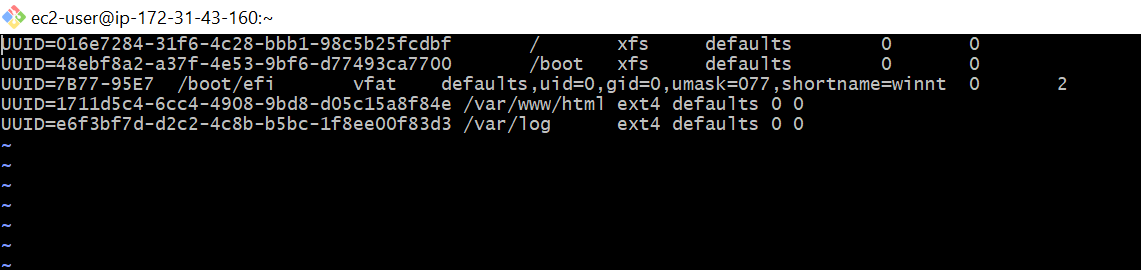 ec2-user@ip-172-31-43-160:~
UUID=016e7284-31f6-4c28-bbb1-98c5b25fcdbf / xfs defaults 0 0
UUID=48ebf8a2-a37f-4e53-9bf6-d77493ca7700 /boot xfs defaults 0 0
UUID=7B77-95E7 /boot/efi vfat defaults,uid=0,gid=0,umask=077,shortname=winnt 0 2
UUID=1711d5c4-6cc4-4908-9bd8-d05c15a8f84e /var/www/html ext4 defaults 0 0
UUID=e6f3bf7d-d2c2-4c8b-b5bc-1f8ee00f83d3 /var/log ext4 defaults 0 0
~
~
~
~
~
~
~